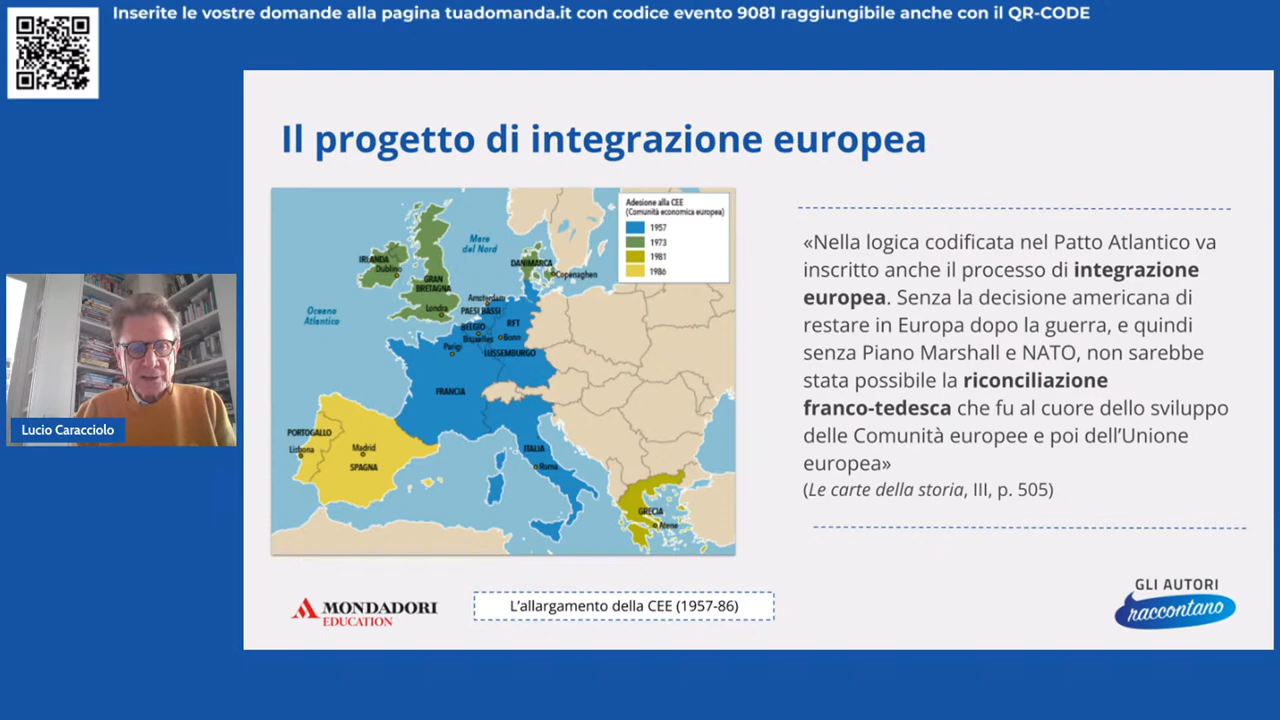 Inserite le vostre domande alla pagina tuadomanda.it con codice evento 9081 raggiungibile anche con il QR-CODE
Il progetto di integrazione europea
Adesione alla CEE
(Comunità economica europea)
1957
1973
1981
1986
Mare
del Nord
IRLANDA
Dublino
GRAN
BRETAGNA
Londra
DANIMARCA
Copenaghen
Oceano
Atlantico
Amsterdam
PAESI BASSI
BELGIO
Bruxelles
RFT
Bonn
Parigi
LUSSEMBURGO
FRANCIA
PORTOGALLO
Lisbona
Madrid
SPAGNA
ITALIA
Roma
GRECIA
Atene
«Nella logica codificata nel Patto Atlantico va
inscritto anche il processo di integrazione
europea. Senza la decisione americana di
restare in Europa dopo la guerra, e quindi
senza Piano Marshall e NATO, non sarebbe
stata possibile la riconciliazione
franco-tedesca che fu al cuore dello sviluppo
delle Comunità europee e poi dell'Unione
europea»
(Le carte della storia, III, p. 505)
Lucio Caracciolo
MONDADORI
EDUCATION
L'allargamento della CEE (1957-86)
GLI AUTORI
raccontano